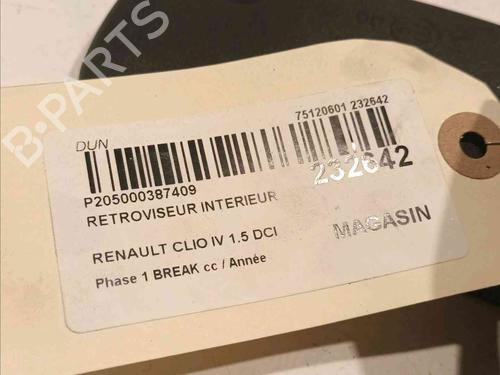 75120601 232642
DUN
P205000387409
232642
RETROVISEUR INTERIEUR
MAGASIN
RENAULT CLIO IV 1.5 DCI
Phase 1 BREAK cc / Année
B-PARTS